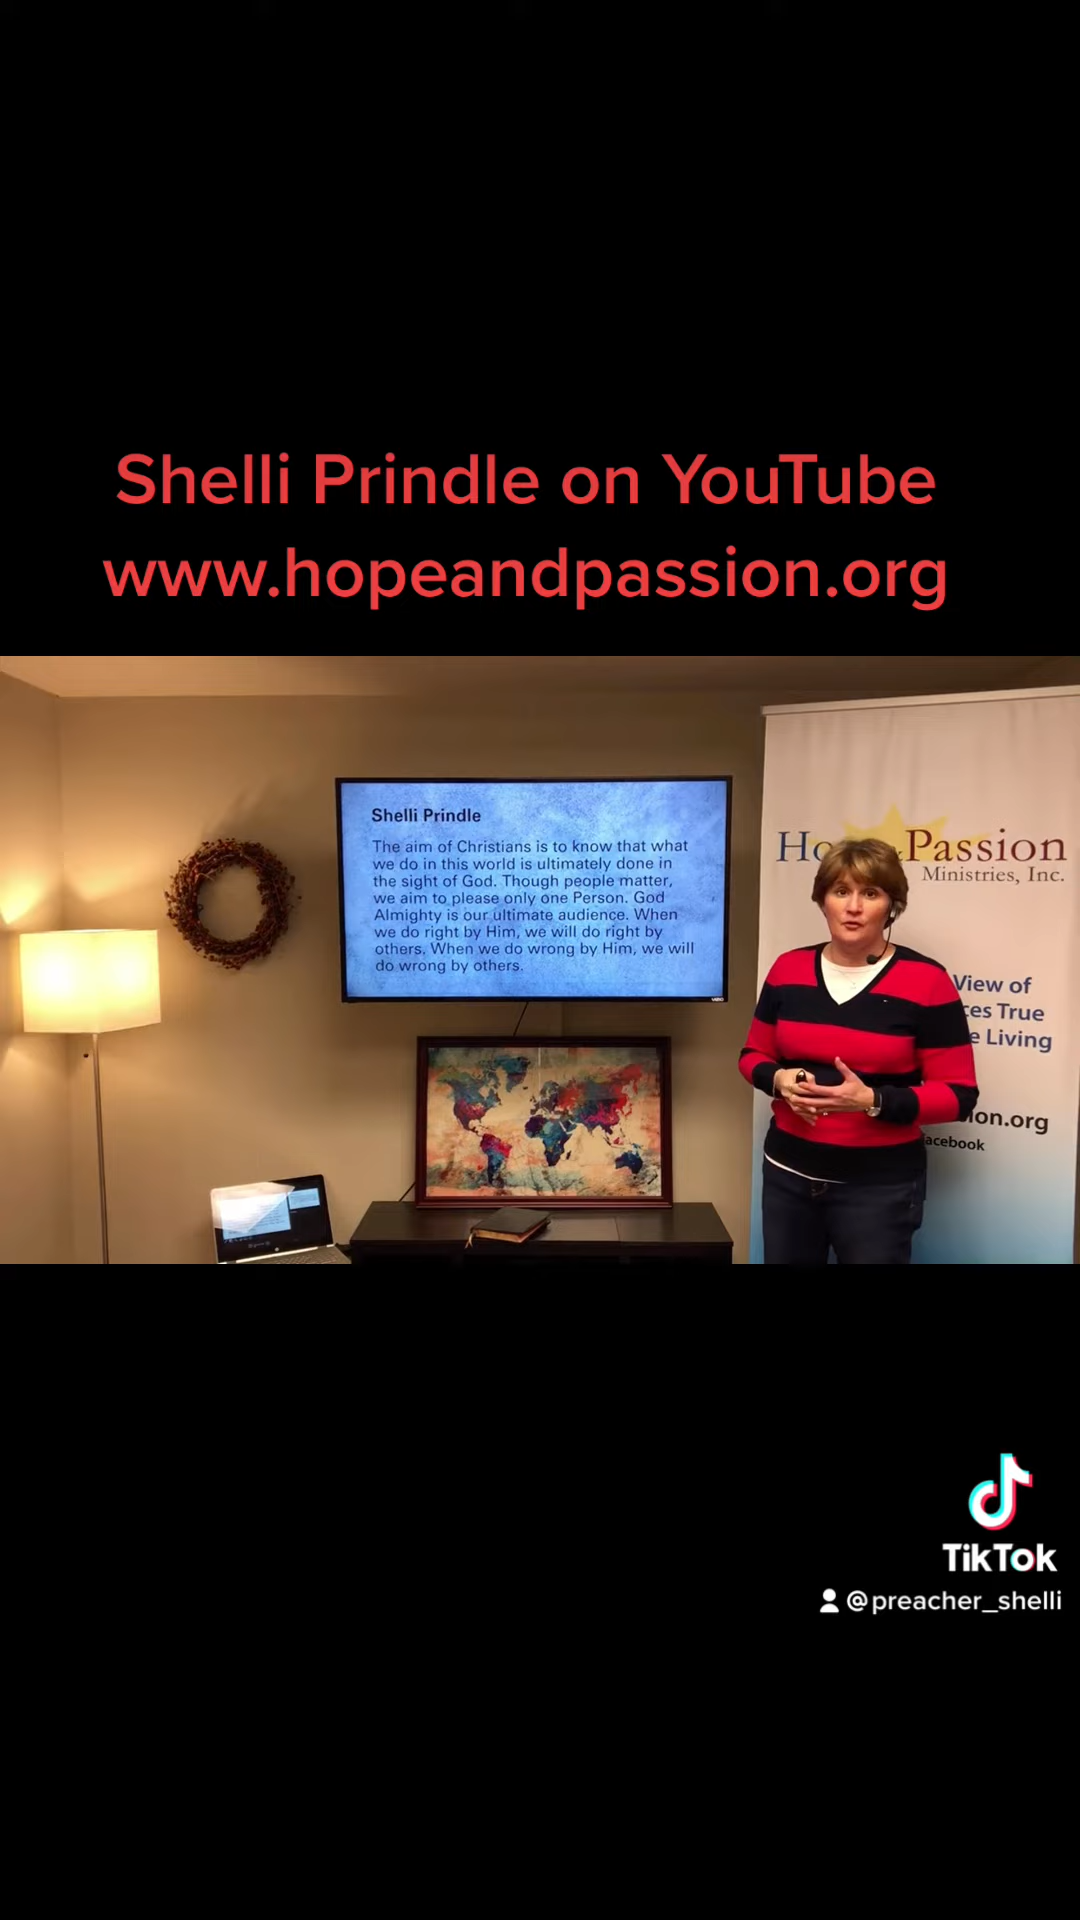 Shelli Prindle on YouTube
www.hopeandpassion.org
Shelli Prindle
The aim of Christians is to know that what
we do in this world is ultimately done in
the sight of God. Though people matter,
we aim to please only one Person. God
Almighty is our ultimate audience. When
we do right by Him, we will do right by
others. When we do wrong by Him, we will
do wrong by others.
VIZIO
Passion
Ministries, Inc.
View of
True
Living
TikTok
@preacher_shelli